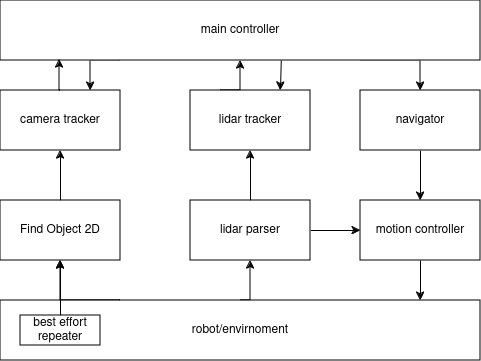 main controller
camera tracker
lidar tracker
navigator
Find Object 2D
lidar parser
motion controller
best effort
repeater
robot/envirnoment